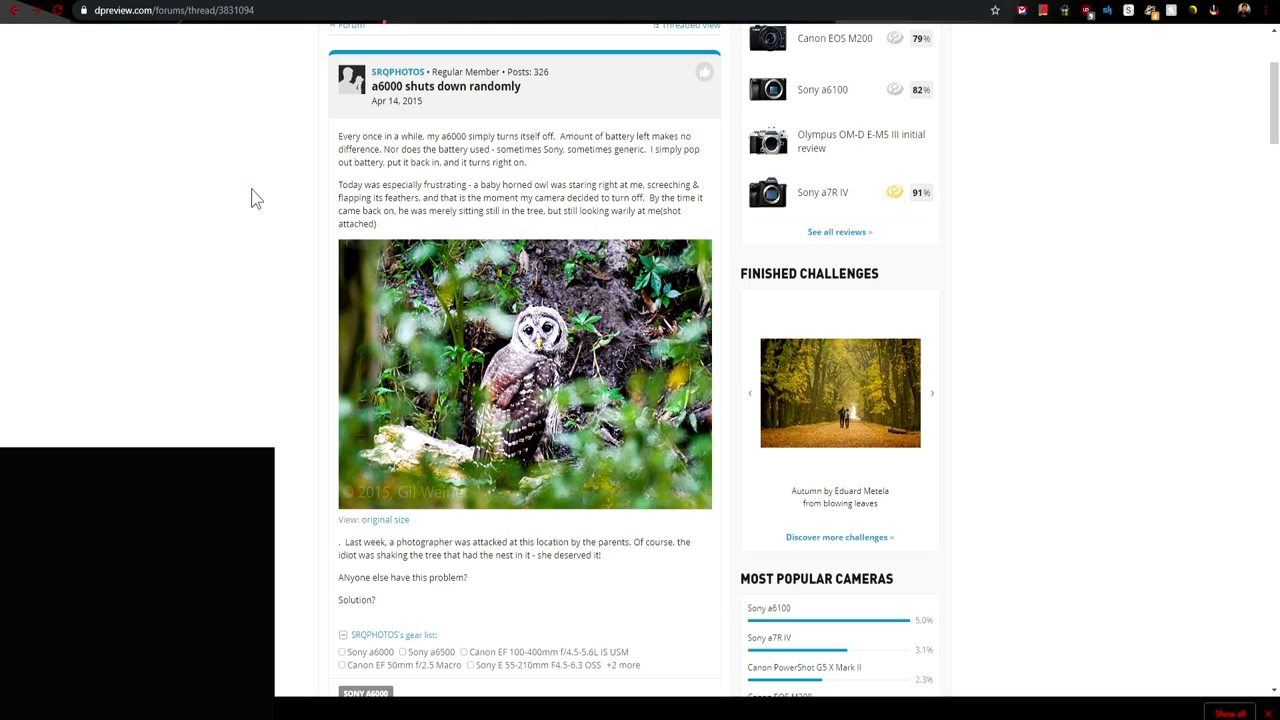 dpreview.com/forums/thread/3831094
Forum
Threaded view
SRQPHOTOS • Regular Member • Posts: 326
a6000 shuts down randomly
Apr 14, 2015
Every once in a while, my a6000 simply turns itself off. Amount of battery left makes no
difference. Nor does the battery used - sometimes Sony, sometimes generic. I simply pop
out battery, put it back in, and it turns right on.
Today was especially frustrating - a baby horned owl was staring right at me, screeching &
flapping its feathers, and that is the moment my camera decided to turn off. By the time it
came back on, he was merely sitting still in the tree, but still looking warily at me(shot
attached)
© 2015, Gil Weiner
View: original size
. Last week, a photographer was attacked at this location by the parents. Of course, the
idiot was shaking the tree that had the nest in it - she deserved it!
ANyone else have this problem?
Solution?
SRQPHOTOS's gear list:
Sony a6000 Sony a6500 Canon EF 100-400mm f/4.5-5.6L IS USM
Canon EF 50mm f/2.5 Macro Sony E 55-210mm F4.5-6.3 OSS +2 more
SONY A6000
Canon EOS M200 79%
Sony a6100 82%
Olympus OM-D E-M5 III initial
review
Sony a7R IV 91%
See all reviews »
FINISHED CHALLENGES
‹ ›
Autumn by Eduard Metela
from blowing leaves
Discover more challenges »
MOST POPULAR CAMERAS
Sony a6100
5.0%
Sony a7R IV
3.1%
Canon PowerShot G5 X Mark II
2.3%
Canon EOS M200
Show all